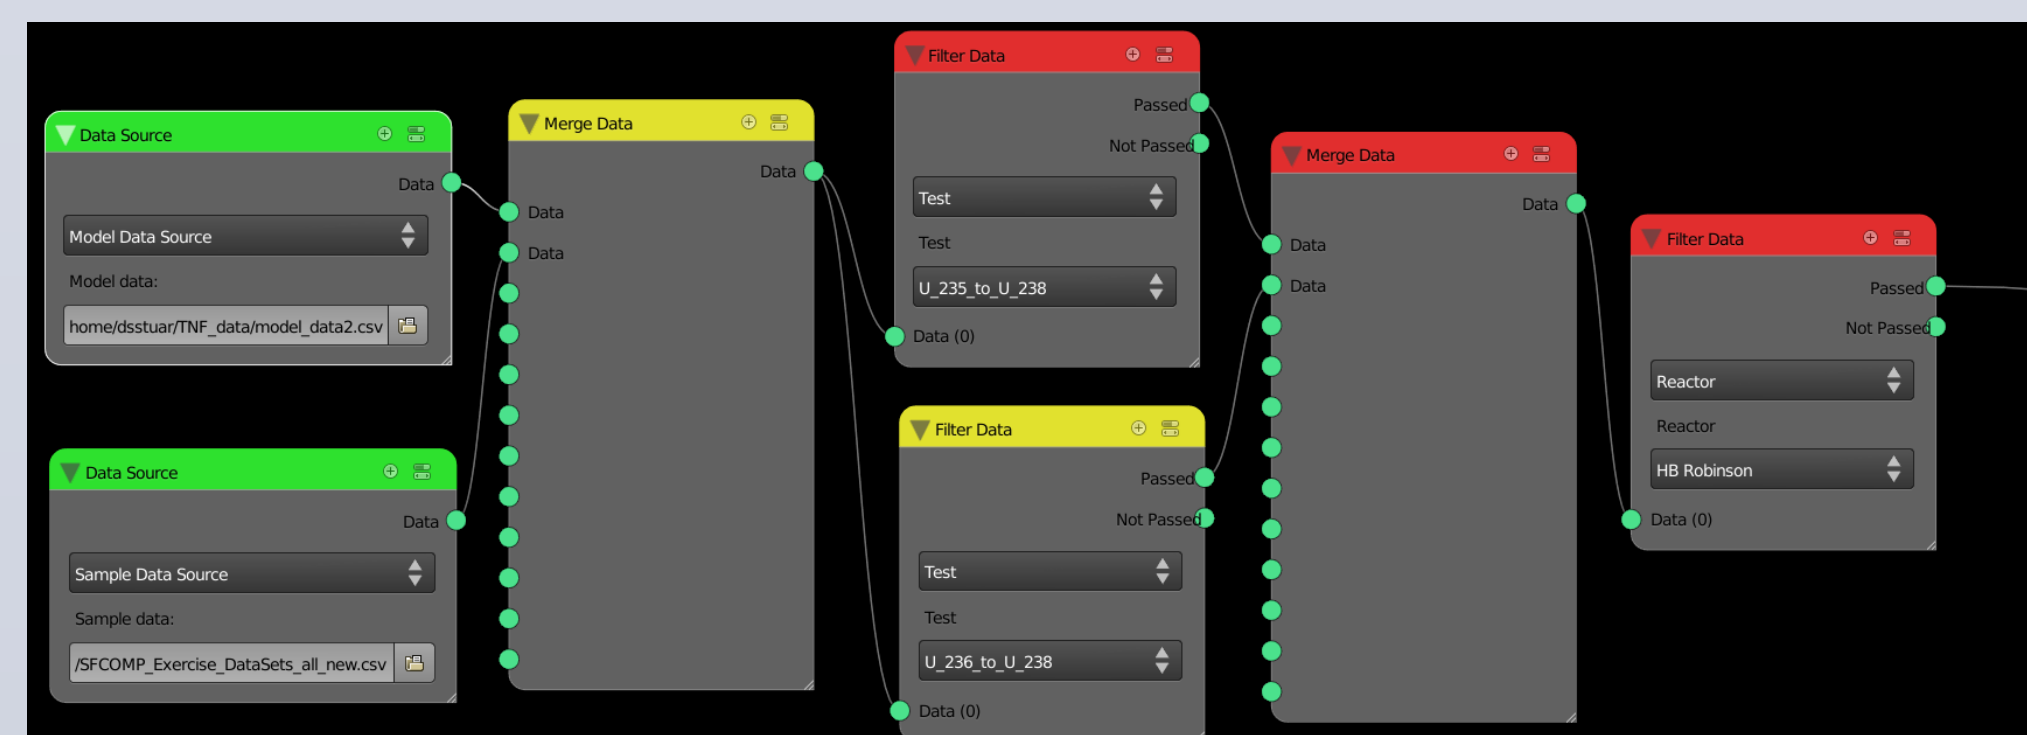 Data Source
Data
Model Data Source
Model data:
home/dsstuar/TNF_data/model_data2.csv
Data Source
Data
Sample Data Source
Sample data:
/SFCOMP_Exercise_DataSets_all_new.csv
Merge Data
Data
Data
Data
Filter Data
Passed
Not Passed
Test
Test
U_235_to_U_238
Data (0)
Filter Data
Passed
Not Passed
Test
Test
U_236_to_U_238
Data (0)
Merge Data
Data
Data
Data
Filter Data
Passed
Not Passed
Reactor
Reactor
HB Robinson
Data (0)